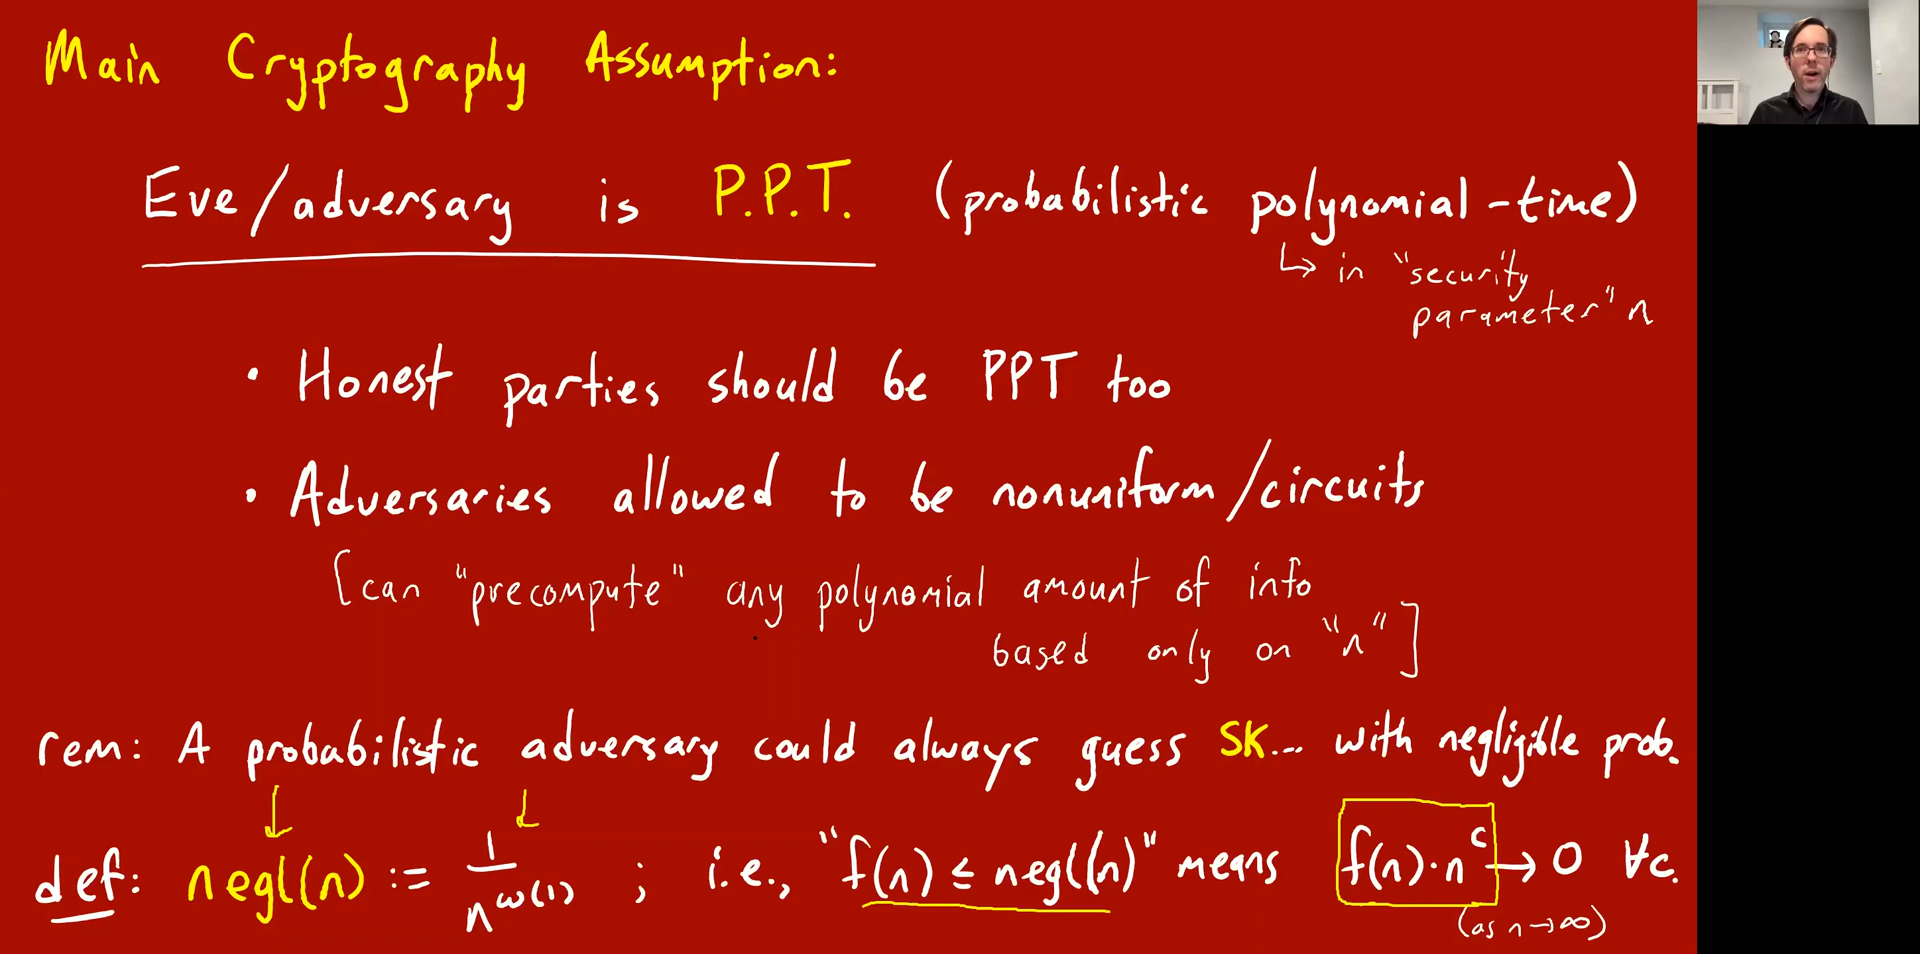 Main Cryptography Assumption:
Eve/adversary is P.P.T. (probabilistic polynomial-time)
↳ in "security
parameter" n
• Honest parties should be PPT too
• Adversaries allowed to be nonuniform/circuits
[can "precompute" any polynomial amount of info
based only on "n"]
rem: A probabilistic adversary could always guess SK... with negligible prob.
def: negl(n) := 1/n^ω(1) ; i.e., "f(n) ≤ negl(n)" means f(n)·n^c → 0 ∀c.
(as n→∞)